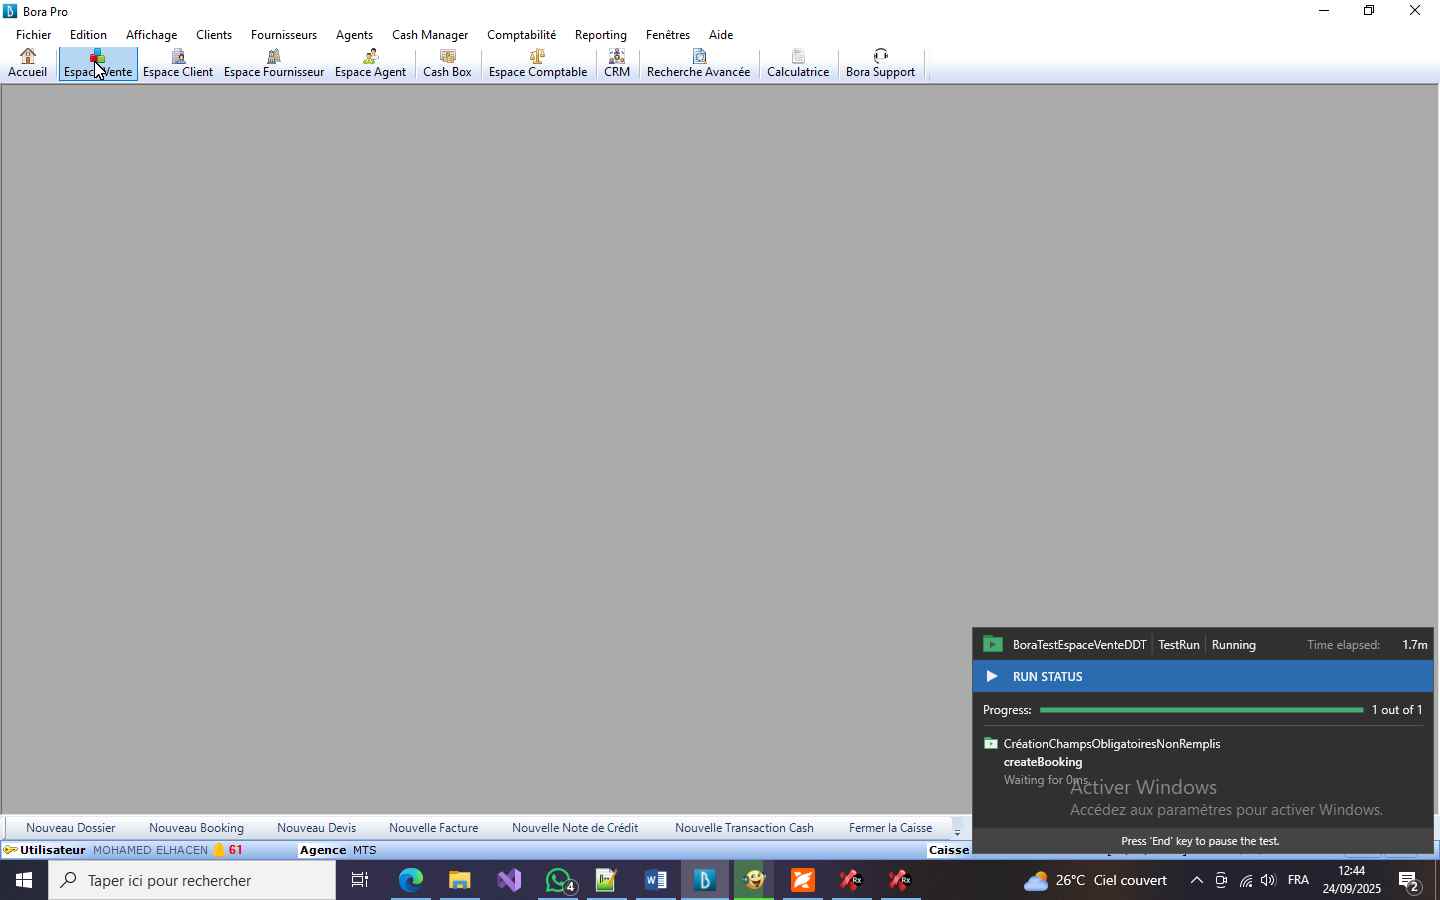 Bora Pro
Fichier Edition Affichage Clients Fournisseurs Agents Cash Manager Comptabilité Reporting Fenêtres Aide
Accueil Espace Vente Espace Client Espace Fournisseur Espace Agent Cash Box Espace Comptable CRM Recherche Avancée Calculatrice Bora Support
BoraTestEspaceVenteDDT TestRun Running Time elapsed: 1.7m
RUN STATUS
Progress: 1 out of 1
CréationChampsObligatoiresNonRemplis
createBooking
Waiting for 0ms.
Activer Windows
Accédez aux paramètres pour activer Windows.
Press 'End' key to pause the test.
Nouveau Dossier Nouveau Booking Nouveau Devis Nouvelle Facture Nouvelle Note de Crédit Nouvelle Transaction Cash Fermer la Caisse
Utilisateur MOHAMED ELHACEN 61 Agence MTS Caisse
Taper ici pour rechercher
4
26°C Ciel couvert
FRA
12:44
24/09/2025
2